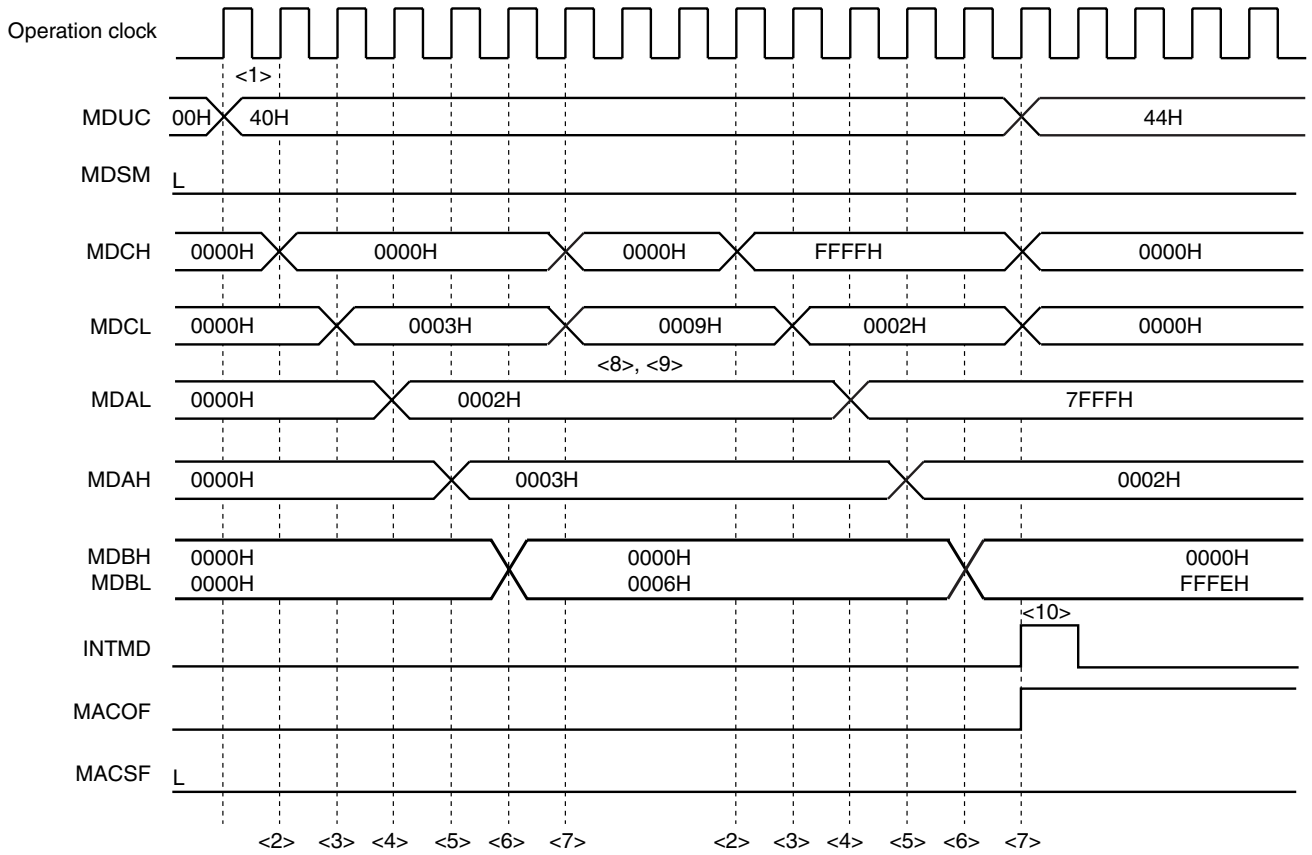 Operation clock
<1>
MDUC 00H 40H 44H
MDSM L
MDCH 0000H 0000H 0000H FFFFH 0000H
MDCL 0000H 0003H 0009H 0002H 0000H
<8>, <9>
MDAL 0000H 0002H 7FFFH
MDAH 0000H 0003H 0002H
MDBH 0000H 0000H 0000H
MDBL 0000H 0006H FFFEH
<10>
INTMD
MACOF
MACSF L
<2> <3> <4> <5> <6> <7> <2> <3> <4> <5> <6> <7>